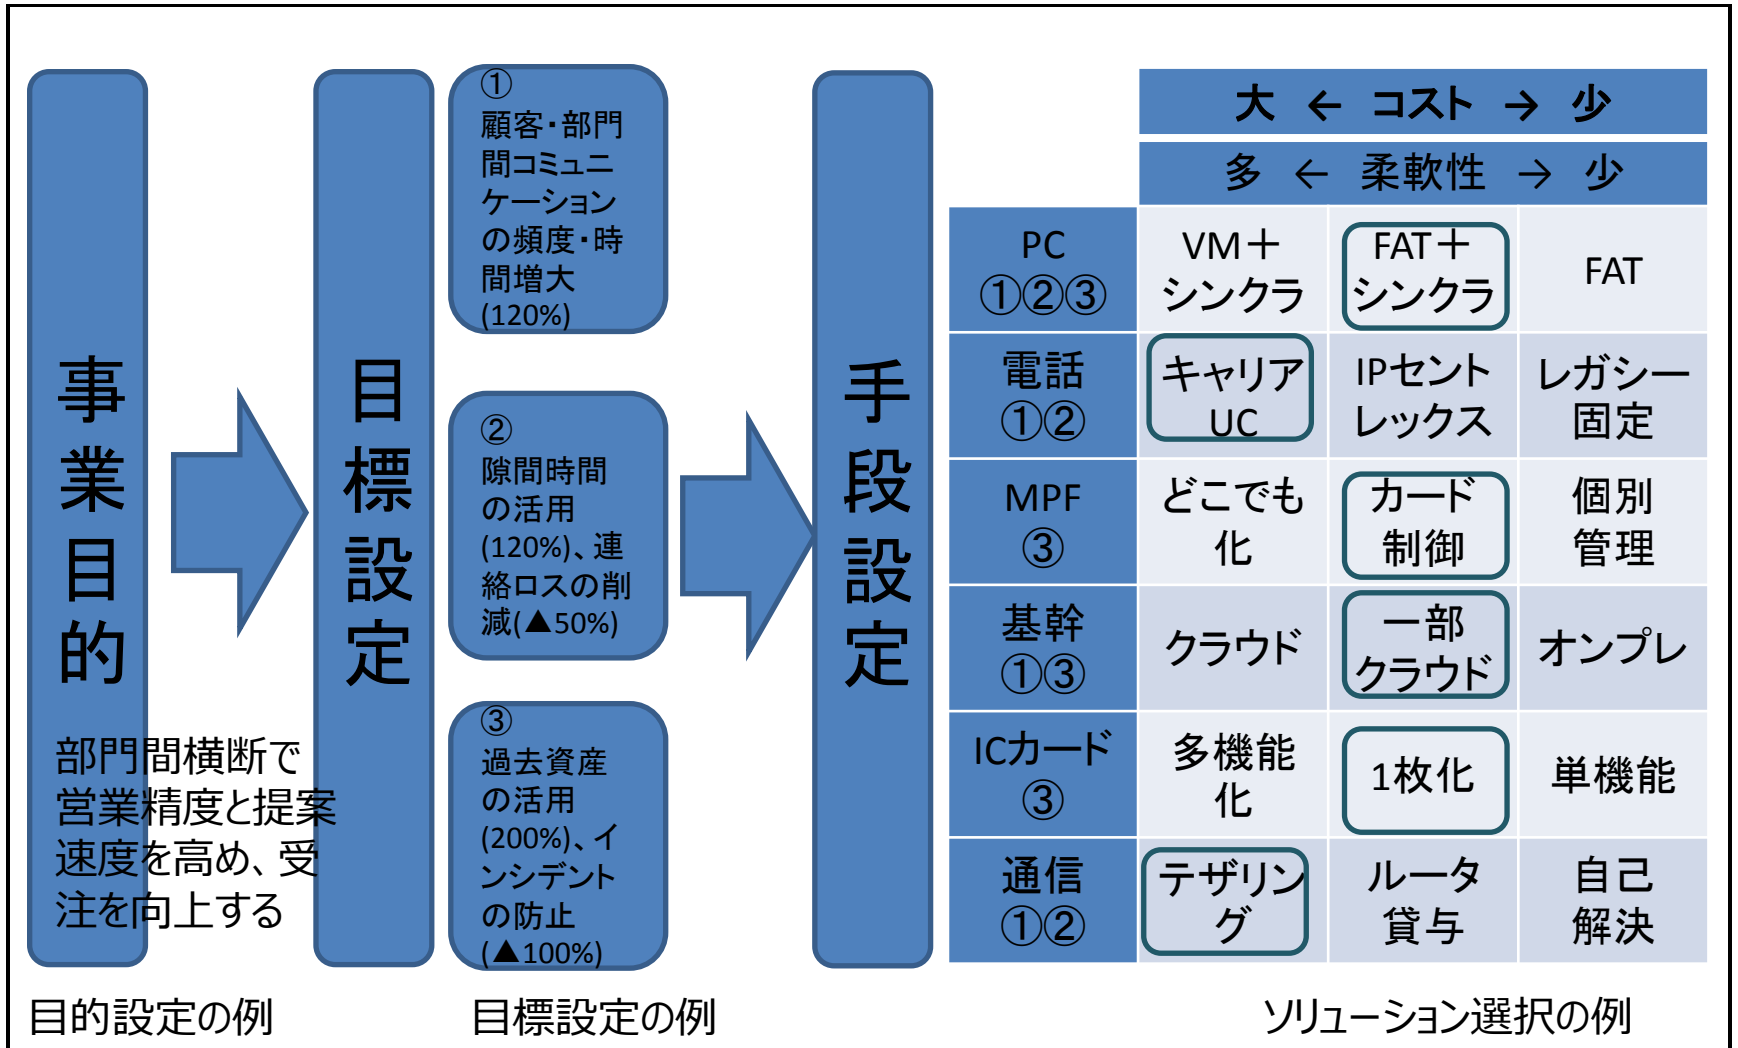 事業目的
部門間横断で
営業精度と提案
速度を高め、受
注を向上する
目的設定の例
目標設定
①
顧客・部門
間コミュニ
ケーション
の頻度・時
間増大
(120%)
②
隙間時間
の活用
(120%)、連
絡ロスの削
減(▲50%)
③
過去資産
の活用
(200%)、イ
ンシデント
の防止
(▲100%)
目標設定の例
手段設定
大 ← コスト → 少
多 ← 柔軟性 → 少
PC
①②③
VM＋
シンクラ
FAT＋
シンクラ
FAT
電話
①②
キャリア
UC
IPセント
レックス
レガシー
固定
MPF
③
どこでも
化
カード
制御
個別
管理
基幹
①③
クラウド
一部
クラウド
オンプレ
ICカード
③
多機能
化
1枚化
単機能
通信
①②
テザリン
グ
ルータ
貸与
自己
解決
ソリューション選択の例